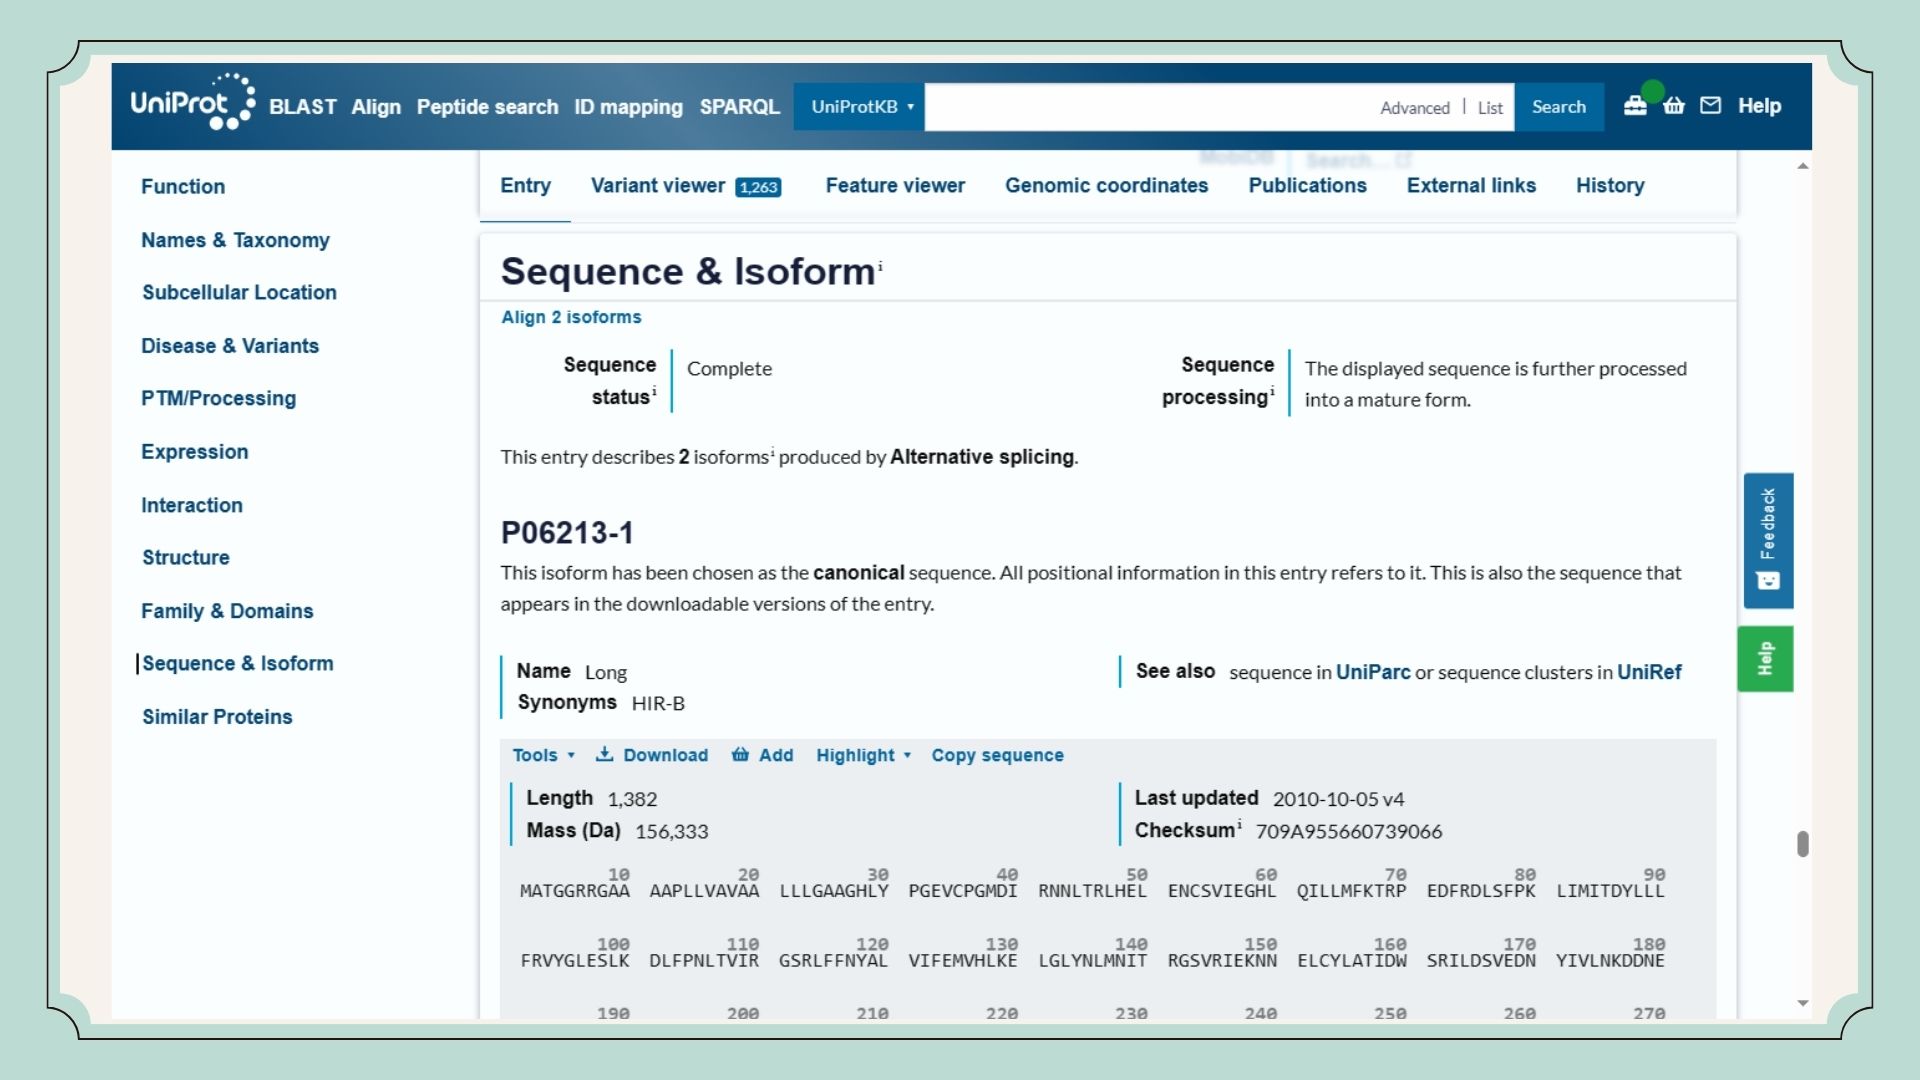 UniProt BLAST Align Peptide search ID mapping SPARQL UniProtKB Advanced | List Search Help
MobiDB Search...
Function
Names & Taxonomy
Subcellular Location
Disease & Variants
PTM/Processing
Expression
Interaction
Structure
Family & Domains
Sequence & Isoform
Similar Proteins
Entry Variant viewer 1,263 Feature viewer Genomic coordinates Publications External links History
Sequence & Isoform i
Align 2 isoforms
Sequence status i Complete
Sequence processing i The displayed sequence is further processed
into a mature form.
This entry describes 2 isoforms i produced by Alternative splicing.
P06213-1
This isoform has been chosen as the canonical sequence. All positional information in this entry refers to it. This is also the sequence that
appears in the downloadable versions of the entry.
Name Long
Synonyms HIR-B
See also sequence in UniParc or sequence clusters in UniRef
Tools Download Add Highlight Copy sequence
Length 1,382
Mass (Da) 156,333
Last updated 2010-10-05 v4
Checksum i 709A955660739066
10 20 30 40 50 60 70 80 90
MATGGRRGAA AAPLLVAVAA LLLGAAGHLY PGEVCPGMDI RNNLTRLHEL ENCSVIEGHL QILLMFKTRP EDFRDLSFPK LIMITDYLLL
100 110 120 130 140 150 160 170 180
FRVYGLESLK DLFPNLTVIR GSRLFFNYAL VIFEMVHLKE LGLYNLMNIT RGSVRIEKNN ELCYLATIDW SRILDSVEDN YIVLNKDDNE
190 200 210 220 230 240 250 260 270
Feedback
Help